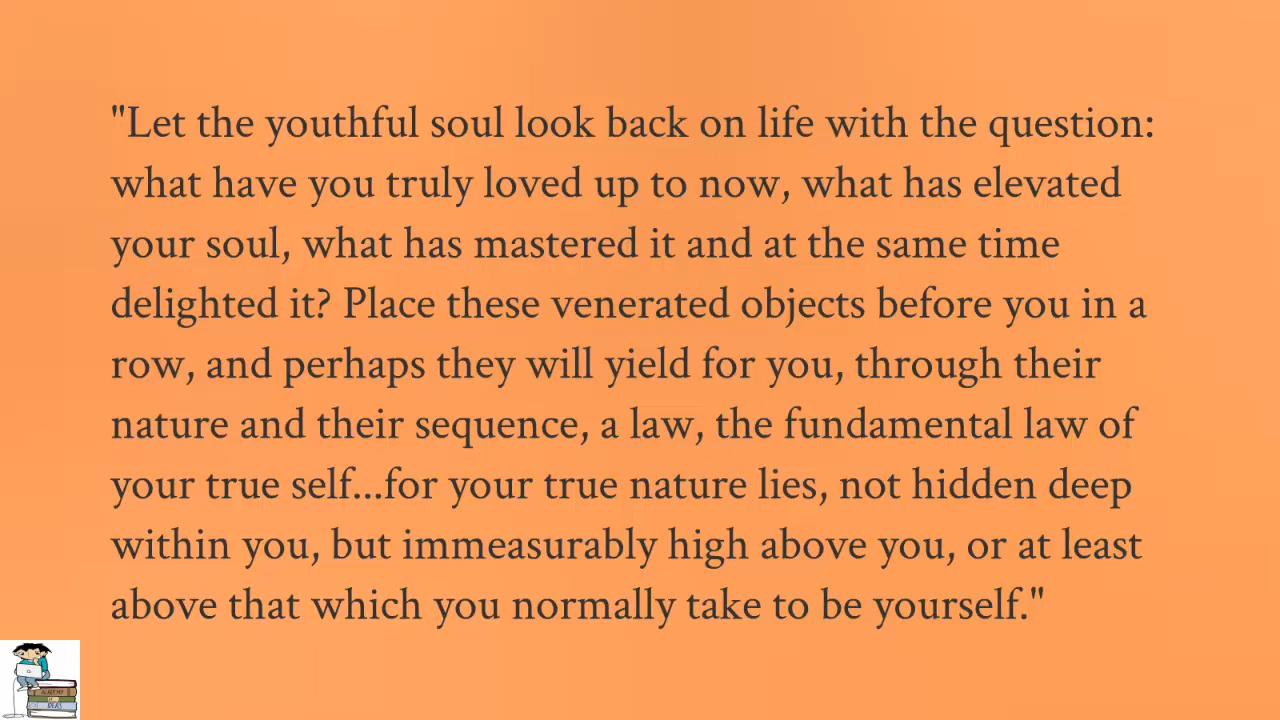 "Let the youthful soul look back on life with the question:
what have you truly loved up to now, what has elevated
your soul, what has mastered it and at the same time
delighted it? Place these venerated objects before you in a
row, and perhaps they will yield for you, through their
nature and their sequence, a law, the fundamental law of
your true self...for your true nature lies, not hidden deep
within you, but immeasurably high above you, or at least
above that which you normally take to be yourself."
ACADEMY
OF
IDEAS